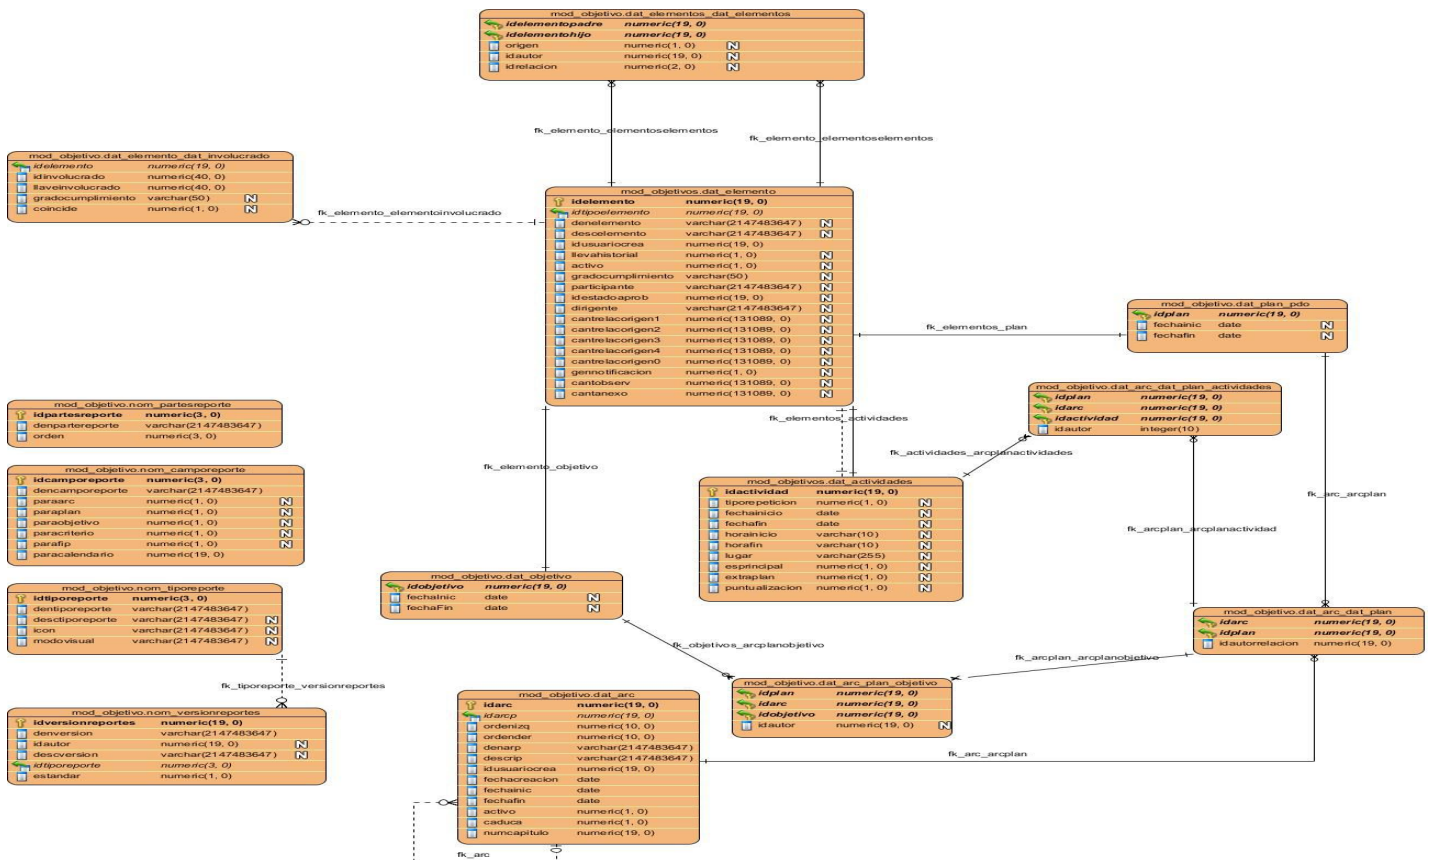 mod_objetivo.dat_elementos_dat_elementos
idelementopadre numeric(19, 0)
idelementohijo numeric(19, 0)
origen numeric(1, 0) N
idautor numeric(19, 0) N
idrelacion numeric(2, 0) N
fk_elemento_elementoselementos
fk_elemento_elementoselementos
mod_objetivo.dat_elemento_dat_involucrado
idelemento numeric(19, 0)
idinvolucrado numeric(40, 0)
llaveinvolucrado numeric(40, 0)
gradocumplimiento varchar(50) N
coincide numeric(1, 0) N
fk_elemento_elementoinvolucrado
mod_objetivos.dat_elemento
idelemento numeric(19, 0)
idtipoelemento numeric(19, 0)
denelemento varchar(2147483647) N
descelemento varchar(2147483647) N
idusuariocrea numeric(19, 0)
llevahistorial numeric(1, 0) N
activo numeric(1, 0) N
gradocumplimiento varchar(50) N
participante varchar(2147483647) N
idestadoaprob numeric(19, 0) N
dirigente varchar(2147483647) N
cantrelacorigen1 numeric(131089, 0) N
cantrelacorigen2 numeric(131089, 0) N
cantrelacorigen3 numeric(131089, 0) N
cantrelacorigen4 numeric(131089, 0) N
cantrelacorigen0 numeric(131089, 0) N
gennotificacion numeric(1, 0) N
cantobserv numeric(131089, 0) N
cantanexo numeric(131089, 0) N
fk_elementos_plan
mod_objetivo.dat_plan_pdo
idplan numeric(19, 0)
fechainic date N
fechafin date N
mod_objetivo.dat_arc_dat_plan_actividades
idplan numeric(19, 0)
idarc numeric(19, 0)
idactividad numeric(19, 0)
idautor integer(10)
mod_objetivo.nom_partesreporte
idpartesreporte numeric(3, 0)
denpartereporte varchar(2147483647)
orden numeric(3, 0)
fk_elementos_actividades
fk_actividades_arcplanactividades
fk_elemento_objetivo
mod_objetivo.nom_camporeporte
idcamporeporte numeric(3, 0)
dencamporeporte varchar(2147483647)
paraarc numeric(1, 0) N
paraplan numeric(1, 0) N
paraobjetivo numeric(1, 0) N
paracriterio numeric(1, 0) N
parafip numeric(1, 0) N
paracalendario numeric(19, 0)
mod_objetivos.dat_actividades
idactividad numeric(19, 0)
tiporepeticion numeric(1, 0) N
fechainicio date N
fechafin date N
horainicio varchar(10) N
horafin varchar(10) N
lugar varchar(255) N
esprincipal numeric(1, 0) N
extraplan numeric(1, 0) N
puntualizacion numeric(1, 0) N
fk_arc_arcplan
fk_arcplan_arcplanactividad
mod_objetivo.nom_tiporeporte
idtiporeporte numeric(3, 0)
dentiporeporte varchar(2147483647)
desctiporeporte varchar(2147483647) N
icon varchar(2147483647) N
modovisual varchar(2147483647) N
mod_objetivo.dat_objetivo
idobjetivo numeric(19, 0)
fechaInic date N
fechaFin date N
mod_objetivo.dat_arc_dat_plan
idarc numeric(19, 0)
idplan numeric(19, 0)
idautorrelacion numeric(19, 0)
fk_objetivos_arcplanobjetivo
fk_arcplan_arcplanobjetivo
fk_tiporeporte_versionreportes
mod_objetivo.dat_arc_plan_objetivo
idplan numeric(19, 0)
idarc numeric(19, 0)
idobjetivo numeric(19, 0)
idautor numeric(19, 0) N
mod_objetivo.nom_versionreportes
idversionreportes numeric(19, 0)
denversion varchar(2147483647)
idautor numeric(19, 0) N
descversion varchar(2147483647) N
idtiporeporte numeric(3, 0)
estandar numeric(1, 0)
mod_objetivo.dat_arc
idarc numeric(19, 0)
idarcp numeric(19, 0)
ordenizq numeric(10, 0)
ordender numeric(10, 0)
denarp varchar(2147483647)
descrip varchar(2147483647)
idusuariocrea numeric(19, 0)
fechacreacion date
fechainic date
fechafin date
activo numeric(1, 0)
caduca numeric(1, 0)
numcapitulo numeric(19, 0)
fk_arc_arcplan
fk_arc